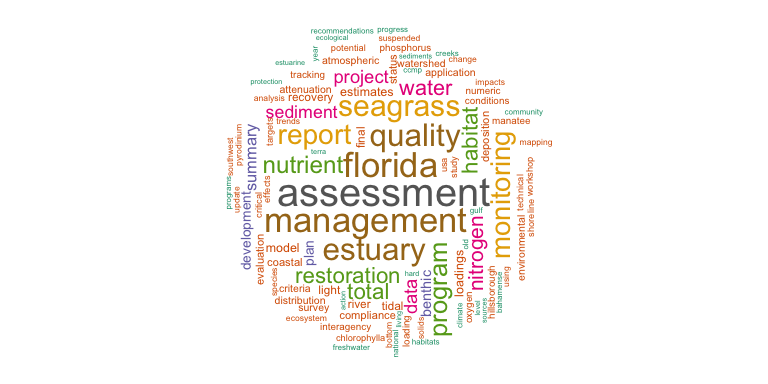 recommendations progress
ecological
suspended
year
potential
phosphorus
sediments
creeks
estuarine
atmospheric
status
watershed
change
ccmp
protection
tracking
project
application
attenuation
estimates
water
impacts
analysis
recovery
numeric
seagrass
conditions
sediment
community
targets
trends
manatee
report
final
quality
habitat
deposition
mapping
pyrodinium
summary
terra
southwest
nutrient
florida
usa
study
monitoring
workshop
programs
update
effects
critical
assessment
technical
shoreline
development
management
gulf
environmental
evaluation
model
plan
estuary
old
nitrogen
coastal
program
loadings
species
restoration
hard
data
benthic
using
criteria
light
total
oxygen
hillsborough
bahamense
distribution
action
river
tidal
level
sources
survey
climate
ecosystem
compliance
living
loading
solids
interagency
national
bottom
chlorophylla
habitats
freshwater